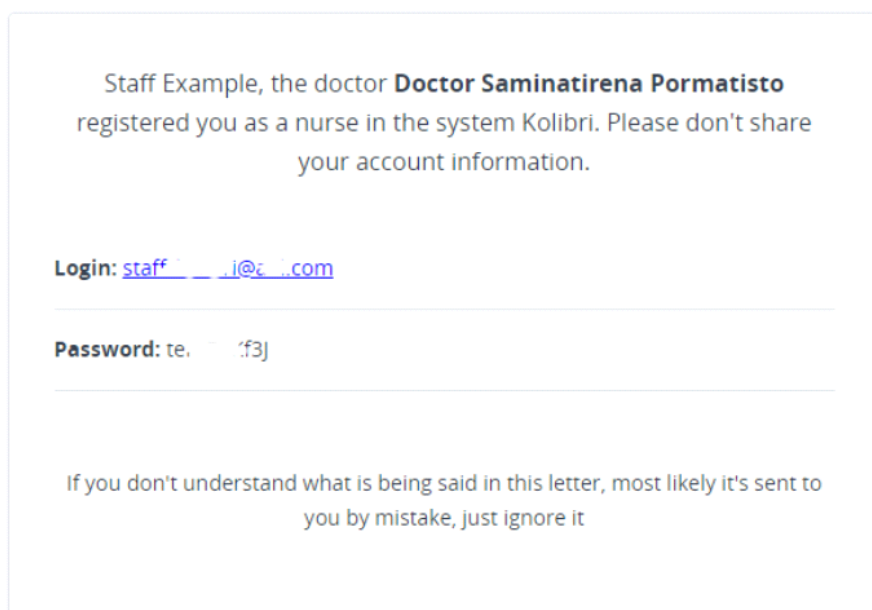 Staff Example, the doctor Doctor Saminatirena Pormatisto
registered you as a nurse in the system Kolibri. Please don't share
your account information.
Login:
Password:
If you don't understand what is being said in this letter, most likely it's sent to
you by mistake, just ignore it